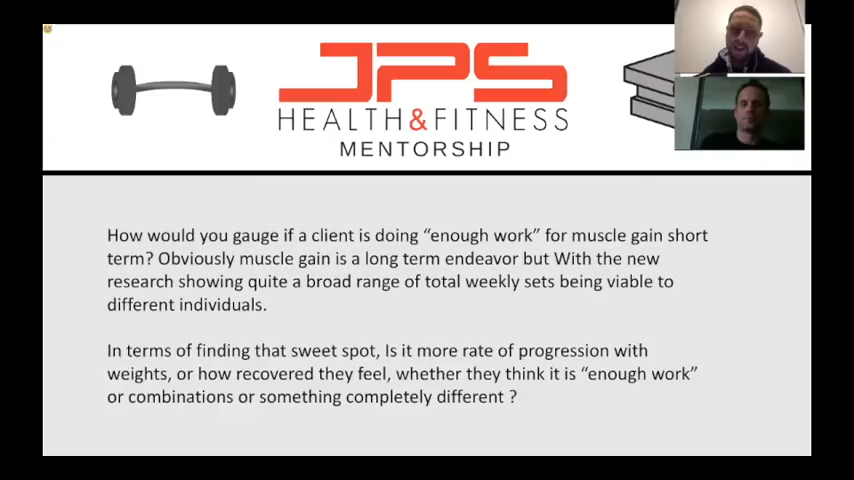 JPS
HEALTH&FITNESS
MENTORSHIP
How would you gauge if a client is doing “enough work” for muscle gain short
term? Obviously muscle gain is a long term endeavor but With the new
research showing quite a broad range of total weekly sets being viable to
different individuals.
In terms of finding that sweet spot, Is it more rate of progression with
weights, or how recovered they feel, whether they think it is “enough work”
or combinations or something completely different ?